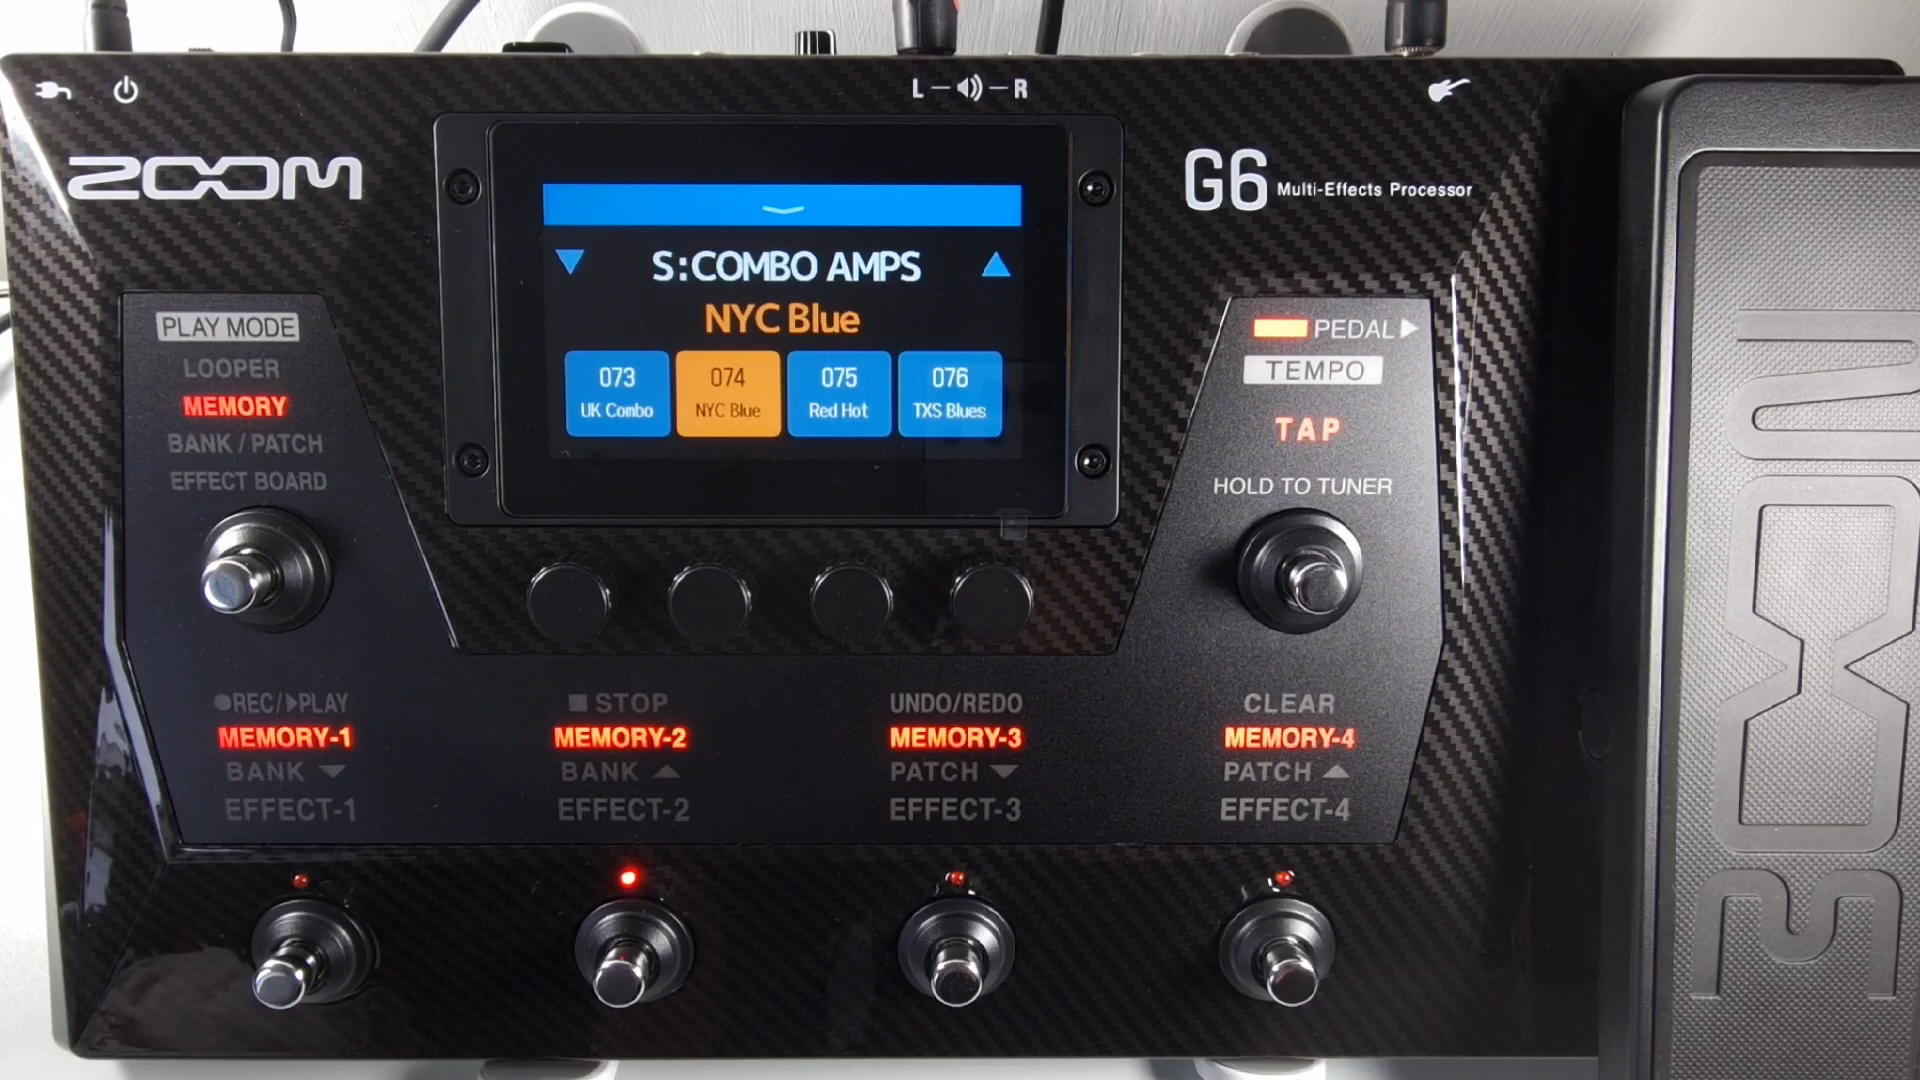 L R
ZOOM
G6 Multi-Effects Processor
S:COMBO AMPS
NYC Blue
073
UK Combo
074
NYC Blue
075
Red Hot
076
TXS Blues
PLAY MODE
LOOPER
MEMORY
BANK / PATCH
EFFECT BOARD
PEDAL
TEMPO
TAP
HOLD TO TUNER
REC/PLAY
MEMORY-1
BANK
EFFECT-1
STOP
MEMORY-2
BANK
EFFECT-2
UNDO/REDO
MEMORY-3
PATCH
EFFECT-3
CLEAR
MEMORY-4
PATCH
EFFECT-4
ZOOM